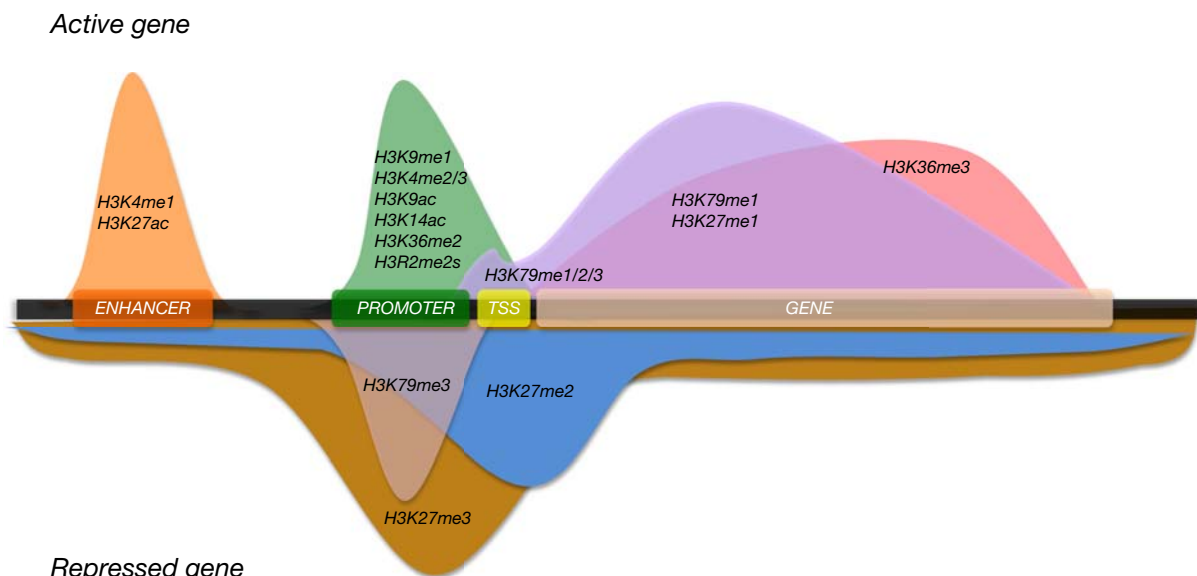 Active gene
H3K4me1
H3K27ac
H3K9me1
H3K4me2/3
H3K9ac
H3K14ac
H3K36me2
H3R2me2s
H3K79me1/2/3
H3K79me1
H3K27me1
H3K36me3
ENHANCER
PROMOTER
TSS
GENE
H3K79me3
H3K27me2
H3K27me3
Repressed gene